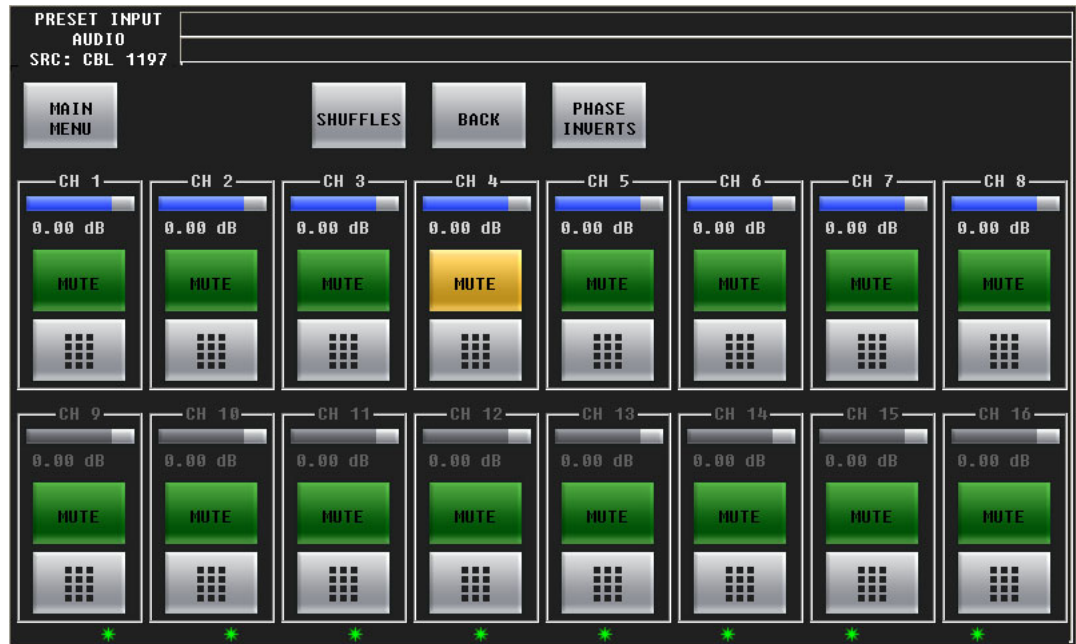 PRESET INPUT
AUDIO
SRC: CBL 1197
MAIN
MENU
SHUFFLES
BACK
PHASE
INVERTS
CH 1 CH 2 CH 3 CH 4 CH 5 CH 6 CH 7 CH 8
0.00 dB 0.00 dB 0.00 dB 0.00 dB 0.00 dB 0.00 dB 0.00 dB 0.00 dB
MUTE MUTE MUTE MUTE MUTE MUTE MUTE MUTE
CH 9 CH 10 CH 11 CH 12 CH 13 CH 14 CH 15 CH 16
0.00 dB 0.00 dB 0.00 dB 0.00 dB 0.00 dB 0.00 dB 0.00 dB 0.00 dB
MUTE MUTE MUTE MUTE MUTE MUTE MUTE MUTE